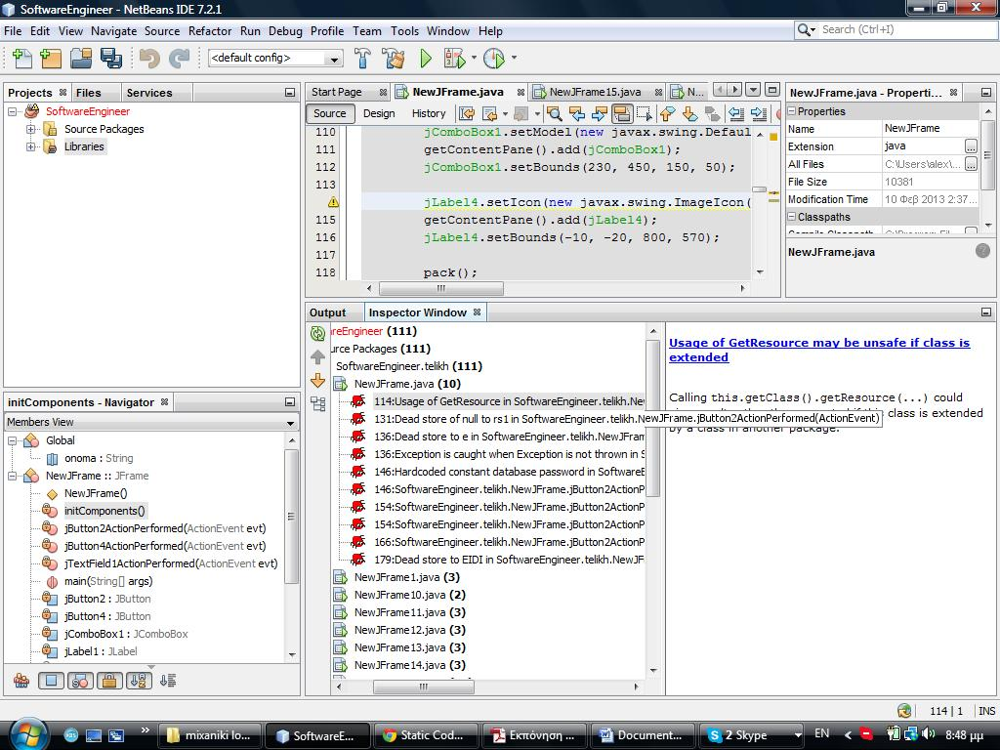 SoftwareEngineer - NetBeans IDE 7.2.1
File Edit View Navigate Source Refactor Run Debug Profile Team Tools Window Help
Search (Ctrl+I)
<default config>
Projects Files Services
SoftwareEngineer
Source Packages
Libraries
Start Page NewJFrame.java NewJFrame15.java N...
Source Design History
110 jComboBox1.setModel(new javax.swing.Defaul
111 getContentPane().add(jComboBox1);
112 jComboBox1.setBounds(230, 450, 150, 50);
113
jLabel4.setIcon(new javax.swing.ImageIcon(
115 getContentPane().add(jLabel4);
116 jLabel4.setBounds(-10, -20, 800, 570);
117
118 pack();
NewJFrame.java - Properti...
Properties
Name NewJFrame
Extension java ...
All Files C:\Users\alex\... ...
File Size 10381
Modification Time 10 Φεβ 2013 2:37...
Classpaths
NewJFrame.java
?
initComponents - Navigator
Members View
Global
onoma : String
NewJFrame :: JFrame
NewJFrame()
initComponents()
jButton2ActionPerformed(ActionEvent evt)
jButton4ActionPerformed(ActionEvent evt)
jTextField1ActionPerformed(ActionEvent evt)
main(String[] args)
jButton2 : JButton
jButton4 : JButton
jComboBox1 : JComboBox
jLabel1 : JLabel
Output Inspector Window
reEngineer (111)
urce Packages (111)
SoftwareEngineer.telikh (111)
NewJFrame.java (10)
114:Usage of GetResource in SoftwareEngineer.telikh.Ne
131:Dead store of null to rs1 in SoftwareEngineer.telikh.NewJFrame.jButton2ActionPerformed(ActionEvent)
136:Dead store to e in SoftwareEngineer.telikh.NewJFra
136:Exception is caught when Exception is not thrown in S
146:Hardcoded constant database password in SoftwareE
146:SoftwareEngineer.telikh.NewJFrame.jButton2ActionP
154:SoftwareEngineer.telikh.NewJFrame.jButton2ActionP
154:SoftwareEngineer.telikh.NewJFrame.jButton2ActionP
166:SoftwareEngineer.telikh.NewJFrame.jButton2ActionP
179:Dead store to EIDI in SoftwareEngineer.telikh.NewJF
NewJFrame1.java (3)
NewJFrame10.java (2)
NewJFrame11.java (3)
NewJFrame12.java (3)
NewJFrame13.java (3)
NewJFrame14.java (3)
Usage of GetResource may be unsafe if class is
extended
Calling this.getClass().getResource(...) could
this class is extended
by a class in another package.
114 | 1 INS
mixaniki lo... SoftwareE... Static Cod... Εκπόνηση ... Document... 2 Skype EN 8:48 μμ